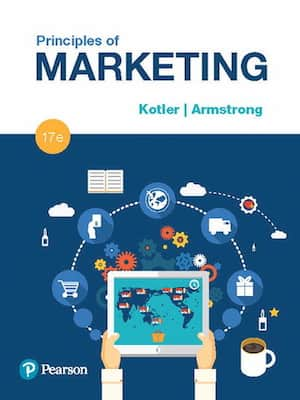 Principles of
MARKETING
Kotler | Armstrong
17e
Pearson